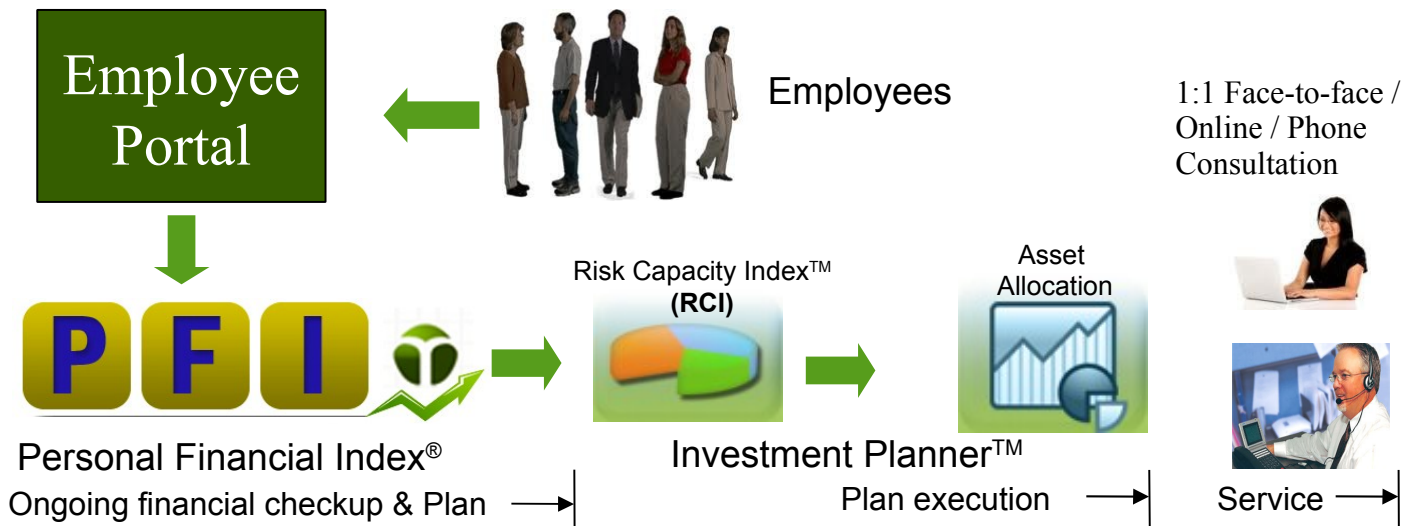 Employee
Portal
Employees
1:1 Face-to-face /
Online / Phone
Consultation
P F I
Risk Capacity Index™
(RCI)
Asset
Allocation
Personal Financial Index®
Investment Planner™
Ongoing financial checkup & Plan
Plan execution
Service